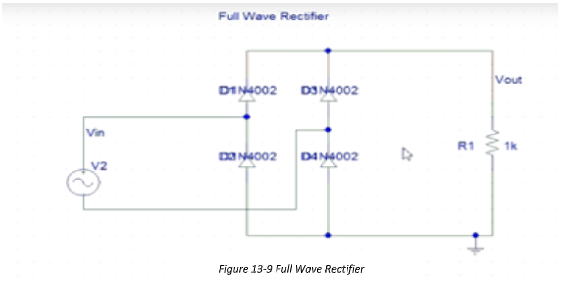 Full Wave Rectifier
D1N4002 D3N4002
Vout
Vin
R1 1k
D2N4002 D4N4002
V2
Figure 13-9 Full Wave Rectifier